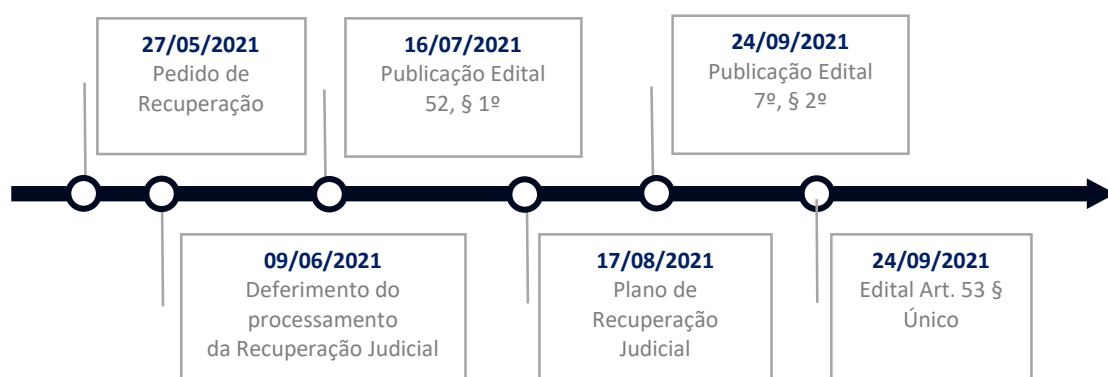 27/05/2021
Pedido de
Recuperação
16/07/2021
Publicação Edital
52, § 1º
24/09/2021
Publicação Edital
7º, § 2º
09/06/2021
Deferimento do
processamento
da Recuperação Judicial
17/08/2021
Plano de
Recuperação
Judicial
24/09/2021
Edital Art. 53 §
Único